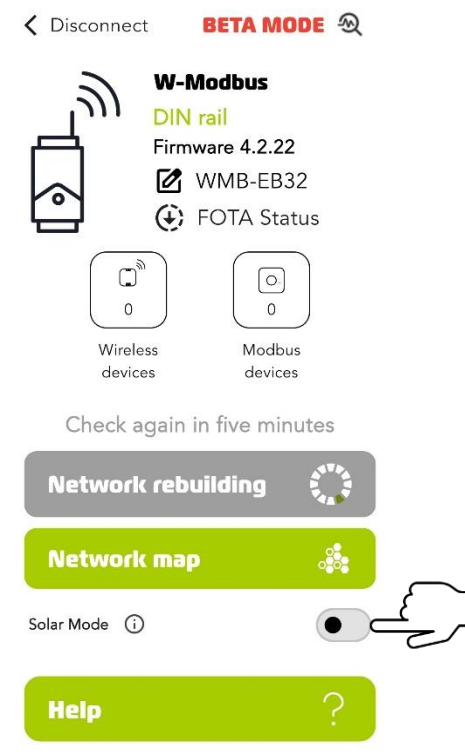 Disconnect BETA MODE
W-Modbus
DIN rail
Firmware 4.2.22
WMB-EB32
FOTA Status
0 0
Wireless Modbus
devices devices
Check again in five minutes
Network rebuilding
Network map
Solar Mode
Help